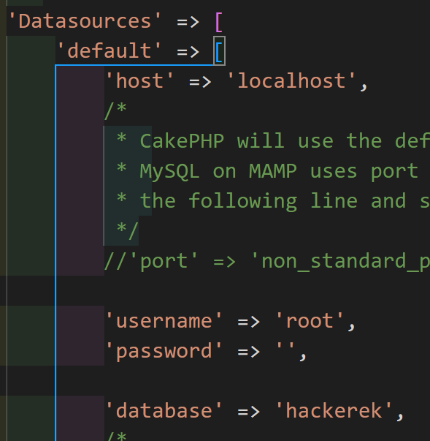 'Datasources' => [
'default' => [
'host' => 'localhost',
/*
* CakePHP will use the def
* MySQL on MAMP uses port
* the following line and s
*/
//'port' => 'non_standard_p
'username' => 'root',
'password' => '',
'database' => 'hackerek',
/*